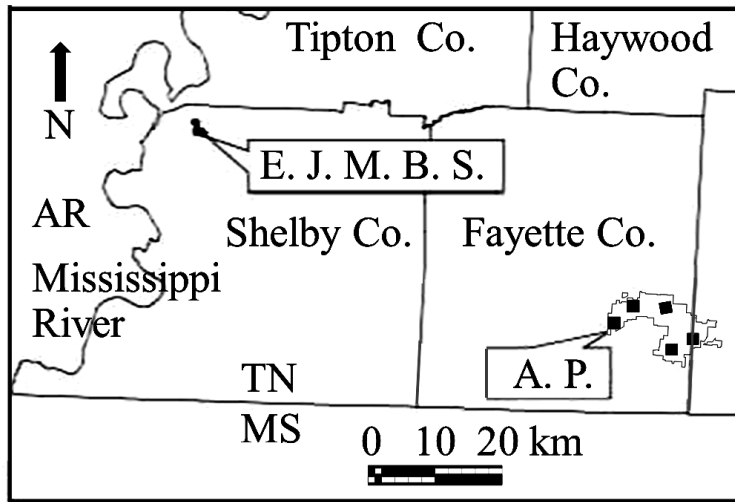 Tipton Co.
Haywood
Co.
N
E. J. M. B. S.
AR
Shelby Co.
Fayette Co.
Mississippi
River
A. P.
TN
MS
0 10 20 km